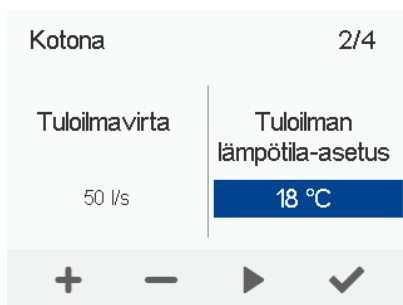 Kotona 2/4
Tuloilmavirta
Tuloilman
lämpötila-asetus
50 l/s
18 °C